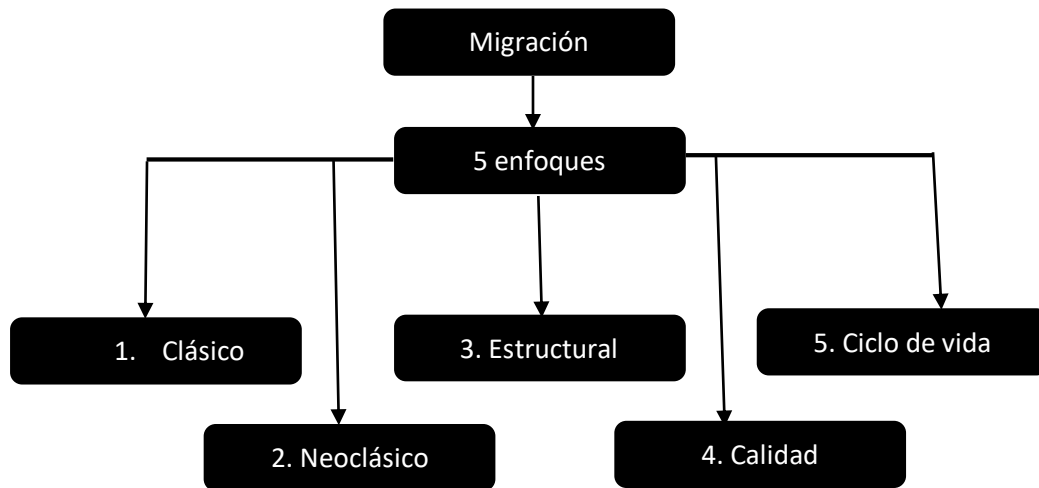 Migración
5 enfoques
1. Clásico
2. Neoclásico
3. Estructural
4. Calidad
5. Ciclo de vida